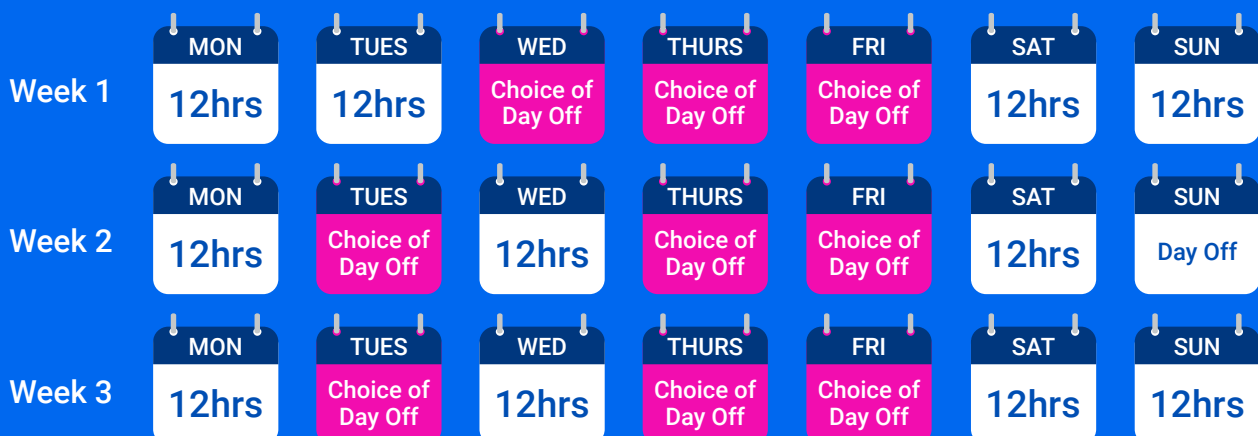 MON TUES WED THURS FRI SAT SUN
Week 1 12hrs 12hrs Choice of Day Off Choice of Day Off Choice of Day Off 12hrs 12hrs
MON TUES WED THURS FRI SAT SUN
Week 2 12hrs Choice of Day Off 12hrs Choice of Day Off Choice of Day Off 12hrs Day Off
MON TUES WED THURS FRI SAT SUN
Week 3 12hrs Choice of Day Off 12hrs Choice of Day Off Choice of Day Off 12hrs 12hrs